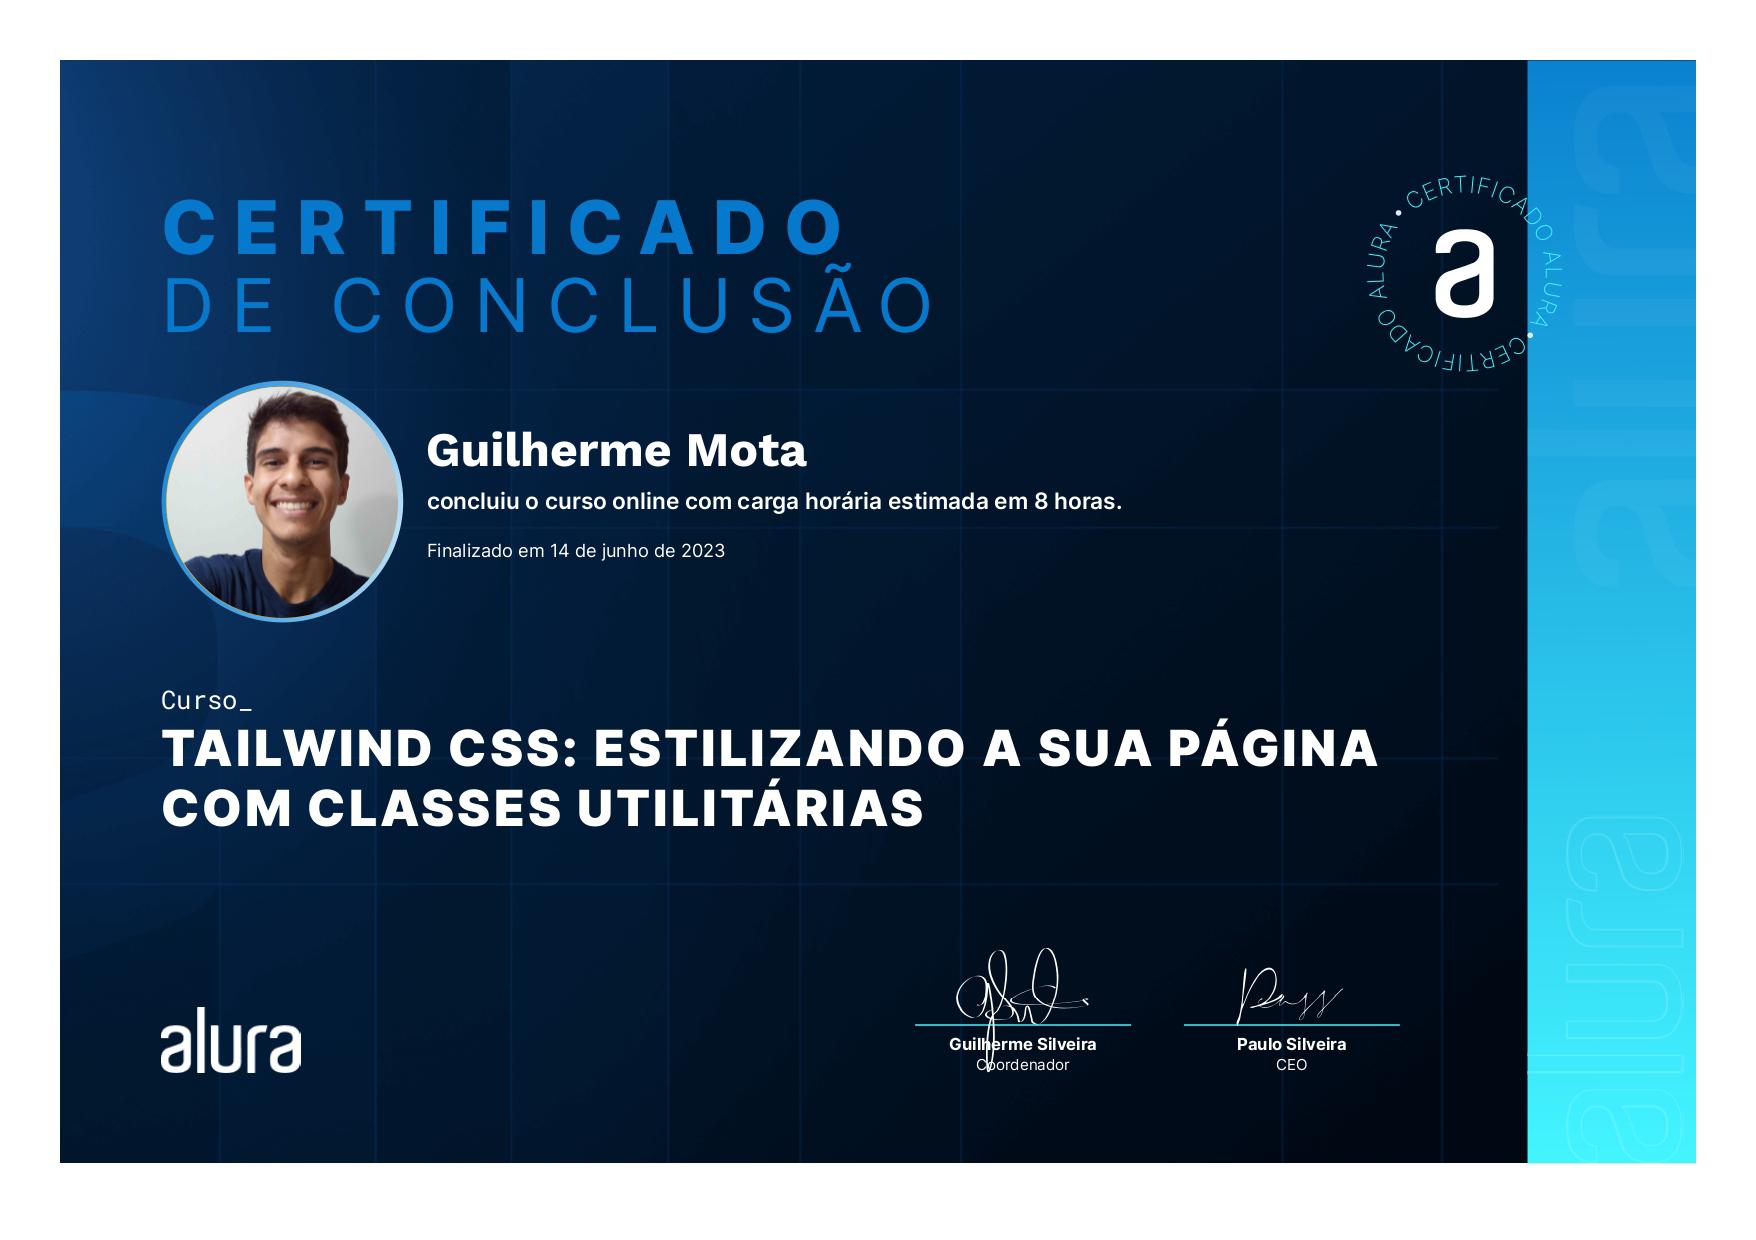 CERTIFICADO
DE CONCLUSÃO
CERTIFICADO ALURA • CERTIFICADO ALURA •
a
Guilherme Mota
concluiu o curso online com carga horária estimada em 8 horas.
Finalizado em 14 de junho de 2023
Curso_
TAILWIND CSS: ESTILIZANDO A SUA PÁGINA
COM CLASSES UTILITÁRIAS
alura
Guilherme Silveira
Coordenador
Paulo Silveira
CEO
alura
alura